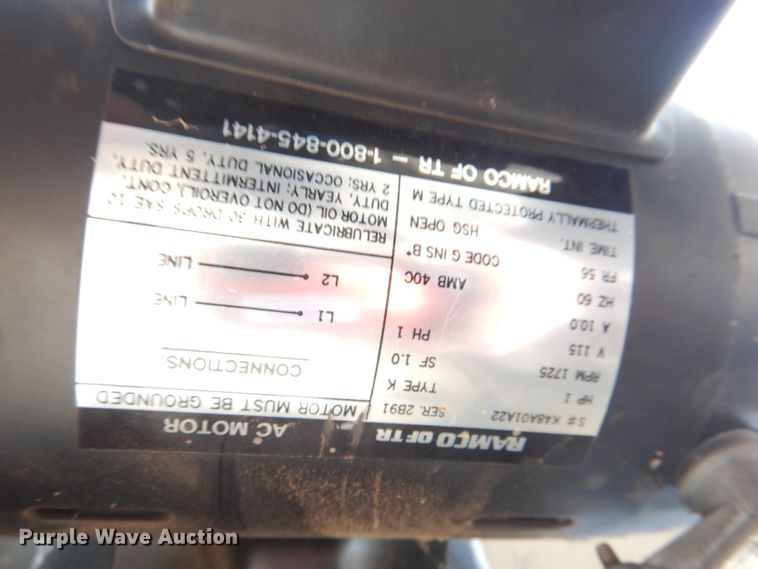 RAMCO OF TR AC MOTOR
S# K48A01A22 SER. 2B91
HP 1 TYPE K
RPM 1725 SF 1.0
V 115
A 10.0 PH 1
HZ 60
FR 56 AMB 40C
TIME INT. CODE G INS B*
HSG OPEN
THERMALLY PROTECTED TYPE M
MOTOR MUST BE GROUNDED
CONNECTIONS
L1 LINE
L2 LINE
RELUBRICATE WITH 30 DROPS SAE 10
MOTOR OIL (DO NOT OVEROIL), CONT.
DUTY, YEARLY; INTERMITTENT DUTY,
2 YRS; OCCASIONAL DUTY, 5 YRS.
RAMCO OF TR — 1-800-845-4141
Purple Wave Auction